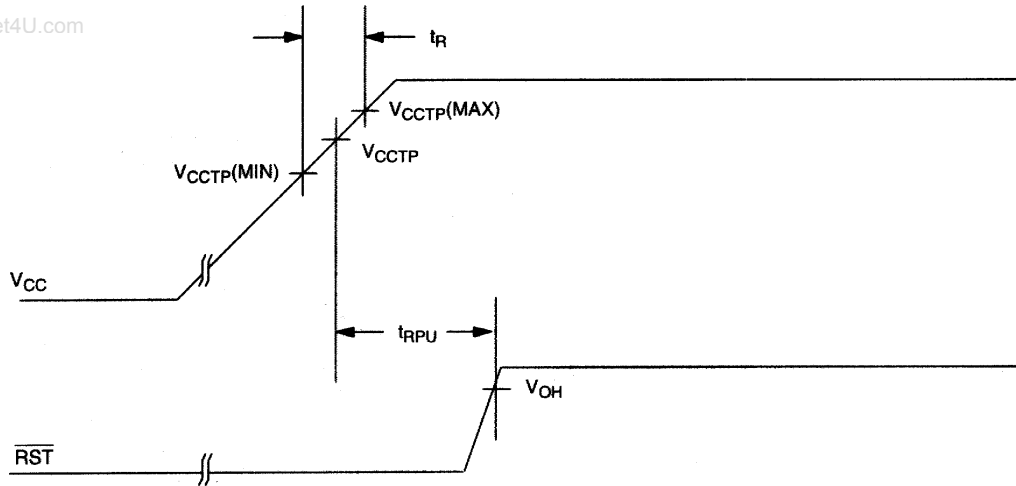 et4U.com
tR
VCCTP(MAX)
VCCTP
VCCTP(MIN)
VCC
tRPU
VOH
RST